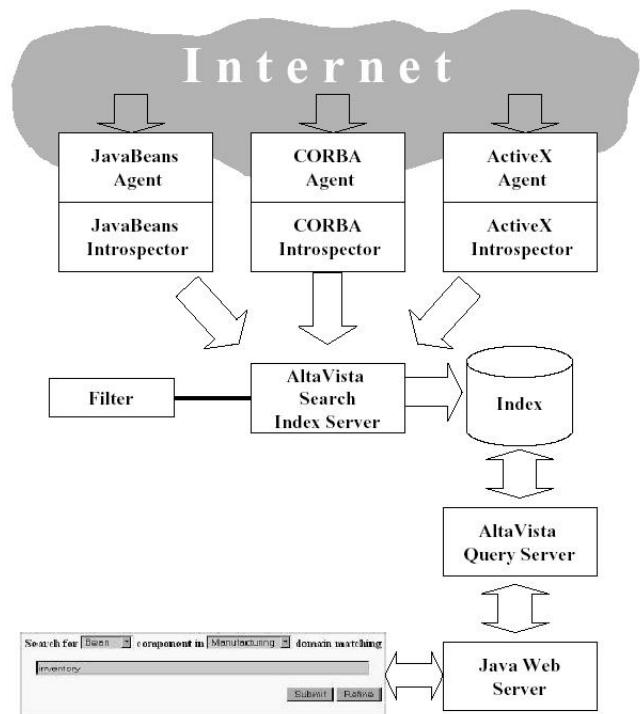 Internet
JavaBeans
Agent
CORBA
Agent
ActiveX
Agent
JavaBeans
Introspector
CORBA
Introspector
ActiveX
Introspector
Filter
AltaVista
Search
Index Server
Index
AltaVista
Query Server
Search for Bean component in Manufacturing domain matching
inventory
Submit Refine
Java Web
Server